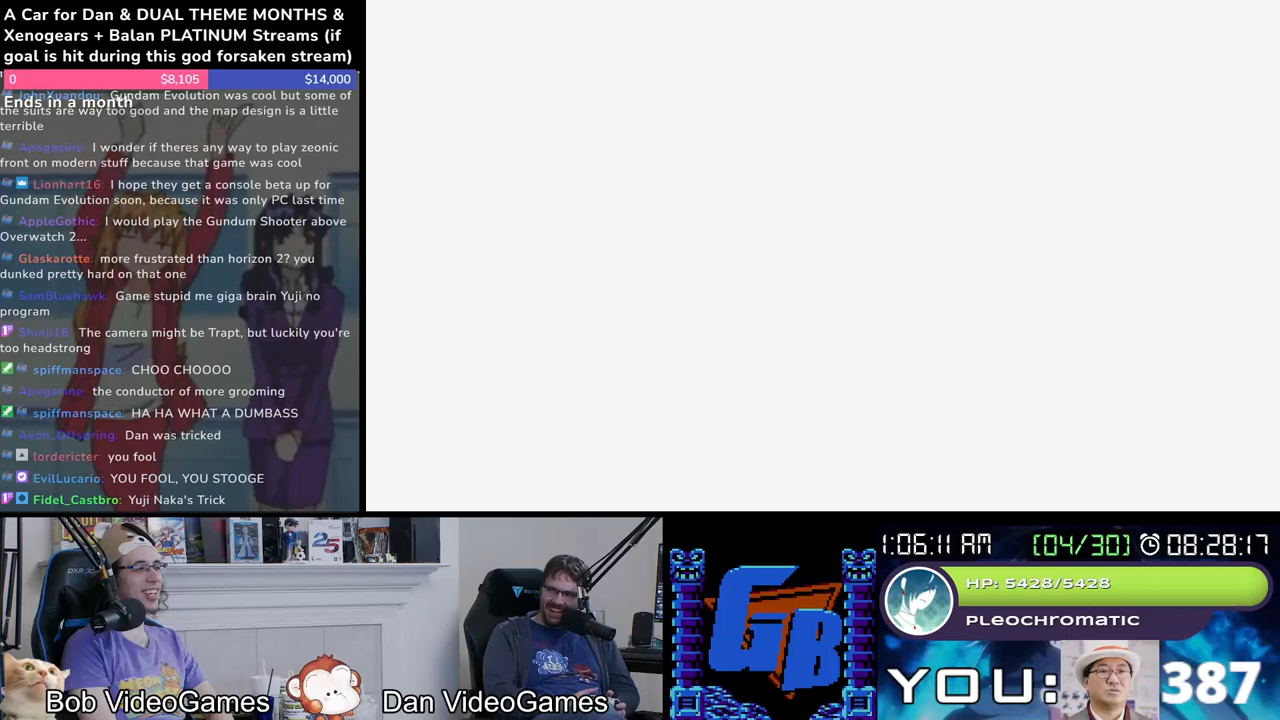 A Car for Dan & DUAL THEME MONTHS &
Xenogears + Balan PLATINUM Streams (if
goal is hit during this god forsaken stream)
0 $8,105 $14,000
Ends in a month
JohnXuandou: Gundam Evolution was cool but some of
the suits are way too good and the map design is a little
terrible
Apegacine: I wonder if theres any way to play zeonic
front on modern stuff because that game was cool
Lionhart16: I hope they get a console beta up for
Gundam Evolution soon, because it was only PC last time
AppleGothic: I would play the Gundum Shooter above
Overwatch 2...
Glaskarotte: more frustrated than horizon 2? you
dunked pretty hard on that one
SamBluehawk: Game stupid me giga brain Yuji no
program
Shinji16: The camera might be Trapt, but luckily you're
too headstrong
spiffmanspace: CHOO CHOOOO
Apegacine: the conductor of more grooming
spiffmanspace: HA HA WHAT A DUMBASS
Aeon_Offspring: Dan was tricked
lordericter: you fool
EvilLucario: YOU FOOL, YOU STOOGE
Fidel_Castbro: Yuji Naka's Trick
1:06:11 AM [04/30] 08:28:17
HP: 5428/5428
Pleochromatic
GB
YOU: 387
Bob VideoGames
Dan VideoGames